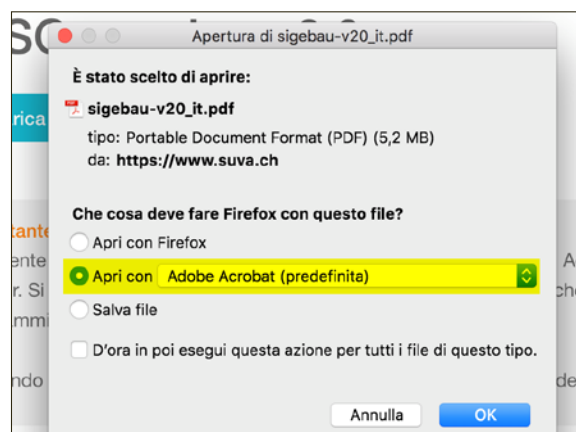 Apertura di sigebau-v20_it.pdf
È stato scelto di aprire:
sigebau-v20_it.pdf
tipo: Portable Document Format (PDF) (5,2 MB)
da: https://www.suva.ch
Che cosa deve fare Firefox con questo file?
Apri con Firefox
Apri con Adobe Acrobat (predefinita)
Salva file
D'ora in poi esegui questa azione per tutti i file di questo tipo.
Annulla OK